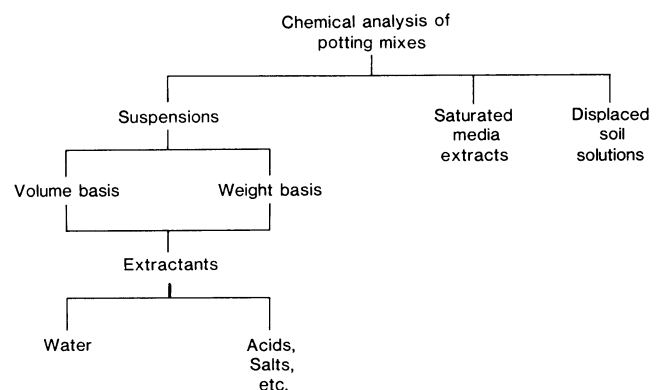 Chemical analysis of
potting mixes
Suspensions
Saturated
media
extracts
Displaced
soil
solutions
Volume basis
Weight basis
Extractants
Water
Acids,
Salts,
etc.